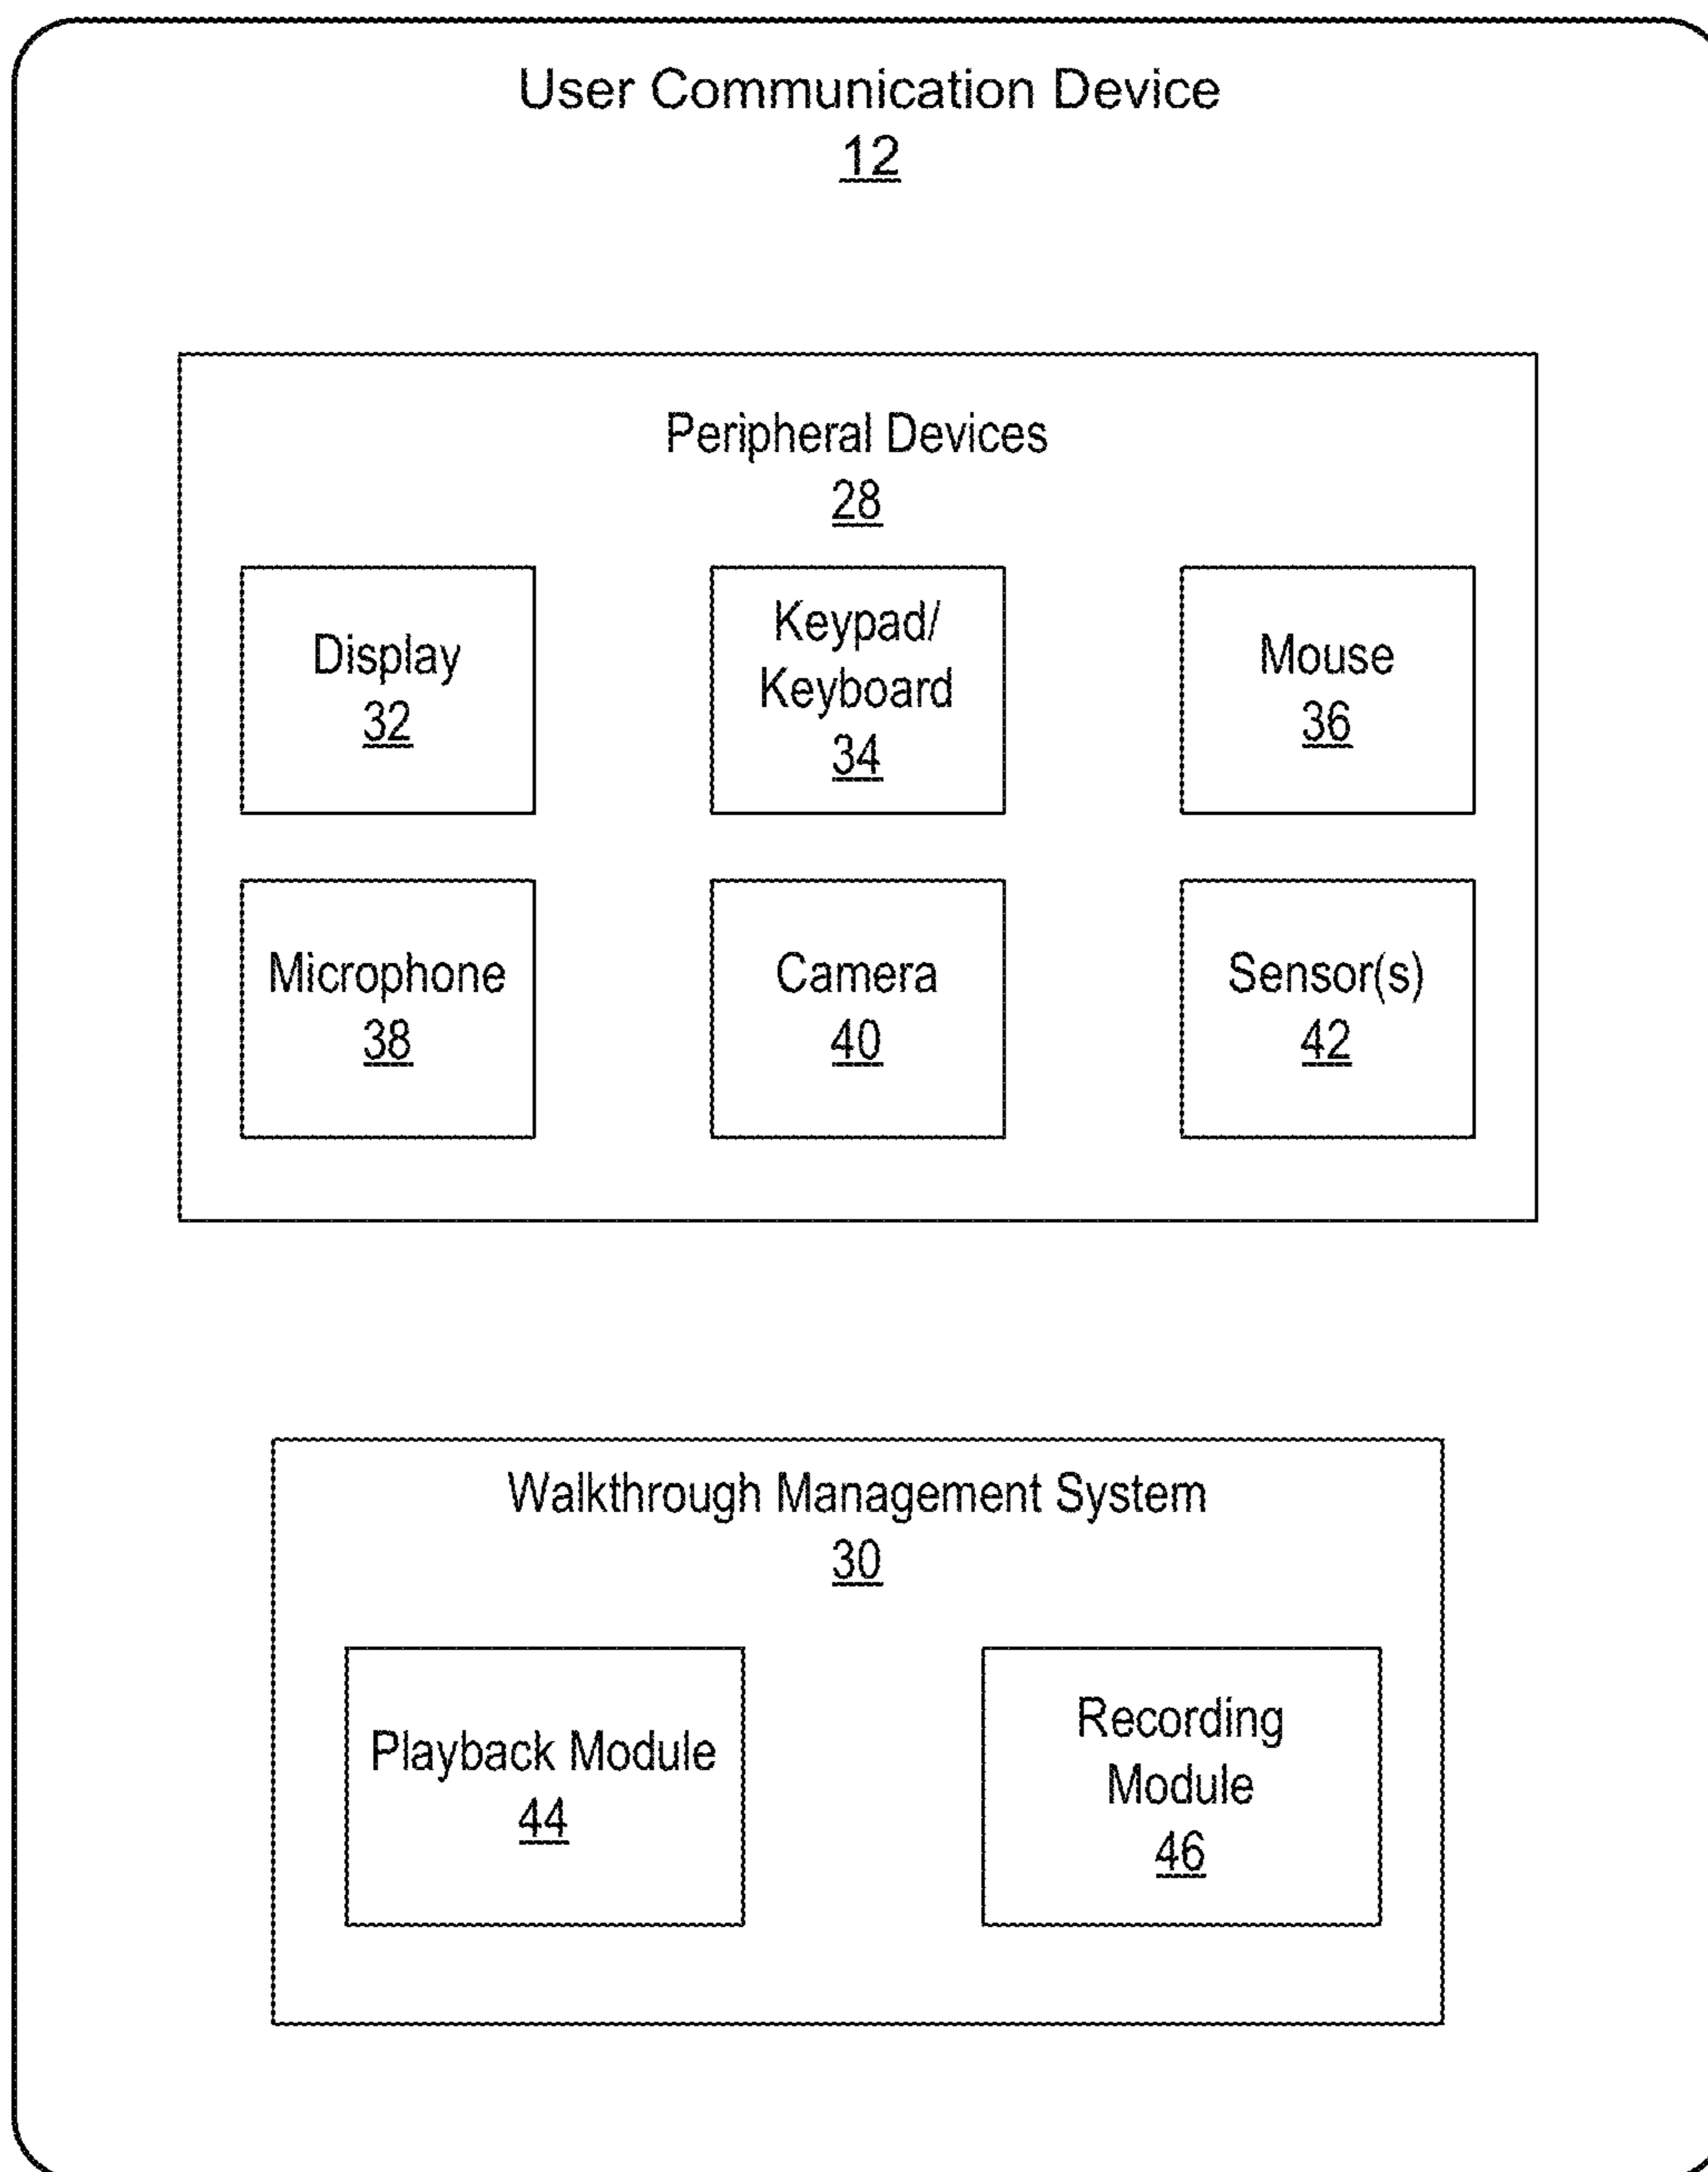 User Communication Device
12
Peripheral Devices
28
Display
32
Keypad/
Keyboard
34
Mouse
36
Microphone
38
Camera
40
Sensor(s)
42
Walkthrough Management System
30
Playback Module
44
Recording
Module
46